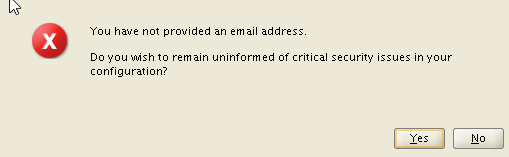 You have not provided an email address.
Do you wish to remain uninformed of critical security issues in your
configuration?
Yes
No